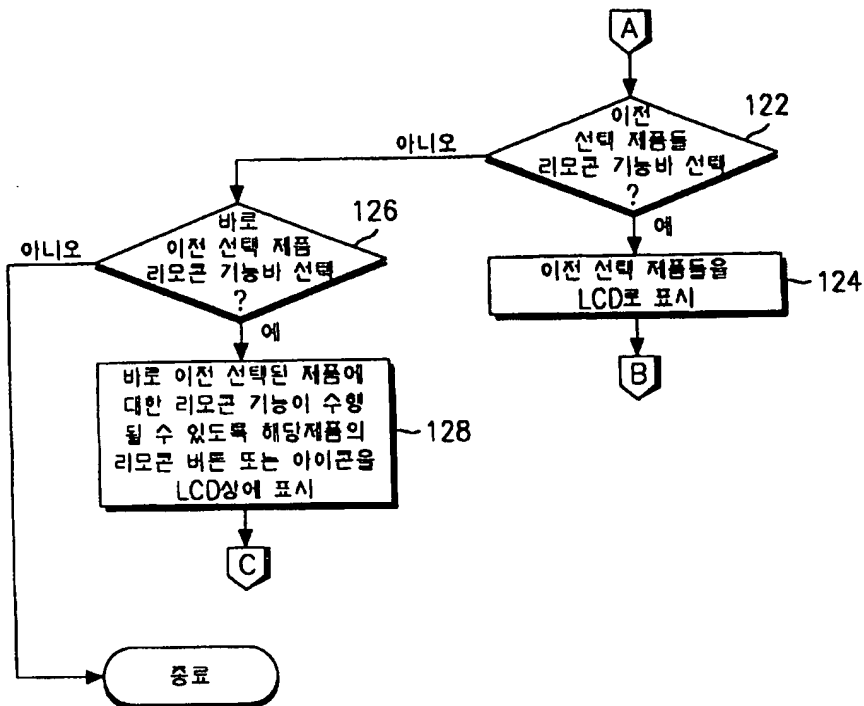 A
이전
선택 제품들
리모콘 기능바 선택
?
122
아니오
예
이전 선택 제품들을
LCD로 표시
124
B
바로
이전 선택 제품
리모콘 기능바 선택
?
126
아니오
예
바로 이전 선택된 제품에
대한 리모콘 기능이 수행
될 수 있도록 해당제품의
리모콘 버튼 또는 아이콘을
LCD상에 표시
128
C
종료